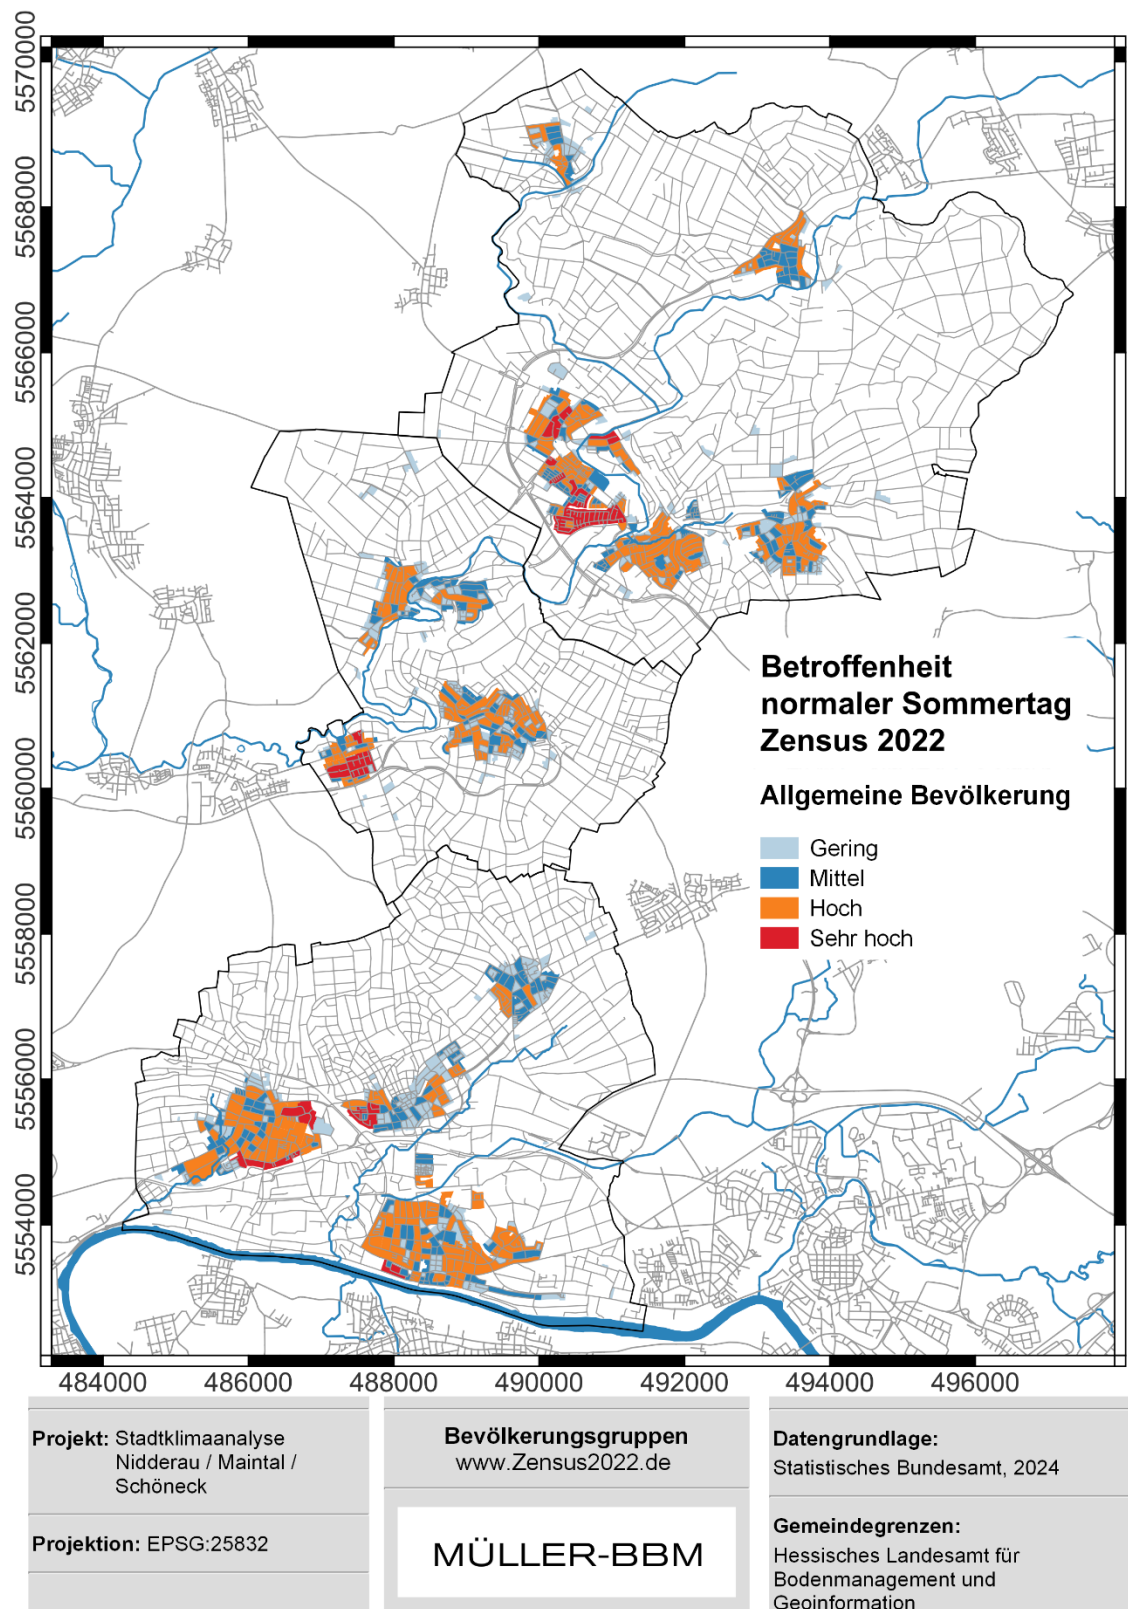 5570000
5568000
5566000
5564000
5562000
5560000
5558000
5556000
5554000
Betroffenheit
normaler Sommertag
Zensus 2022
Allgemeine Bevölkerung
Gering
Mittel
Hoch
Sehr hoch
484000 486000 488000 490000 492000 494000 496000
Projekt: Stadtklimaanalyse
Nidderau / Maintal /
Schöneck
Projektion: EPSG:25832
Bevölkerungsgruppen
www.Zensus2022.de
MÜLLER-BBM
Datengrundlage:
Statistisches Bundesamt, 2024
Gemeindegrenzen:
Hessisches Landesamt für
Bodenmanagement und
Geoinformation